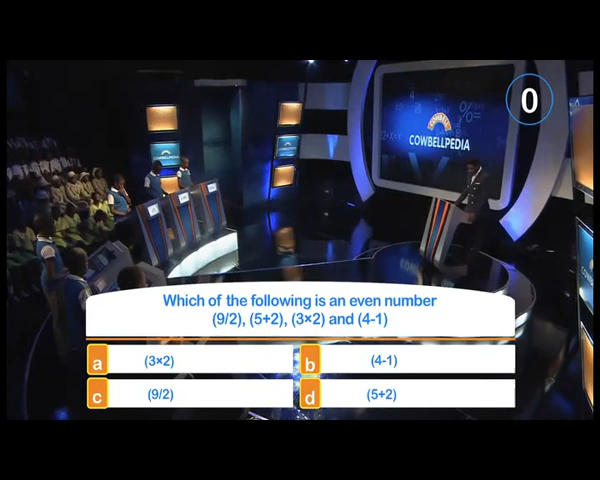 0
COWBELL
COWBELLPEDIA
Which of the following is an even number
(9/2), (5+2), (3×2) and (4-1)
a (3×2)
b (4-1)
c (9/2)
d (5+2)